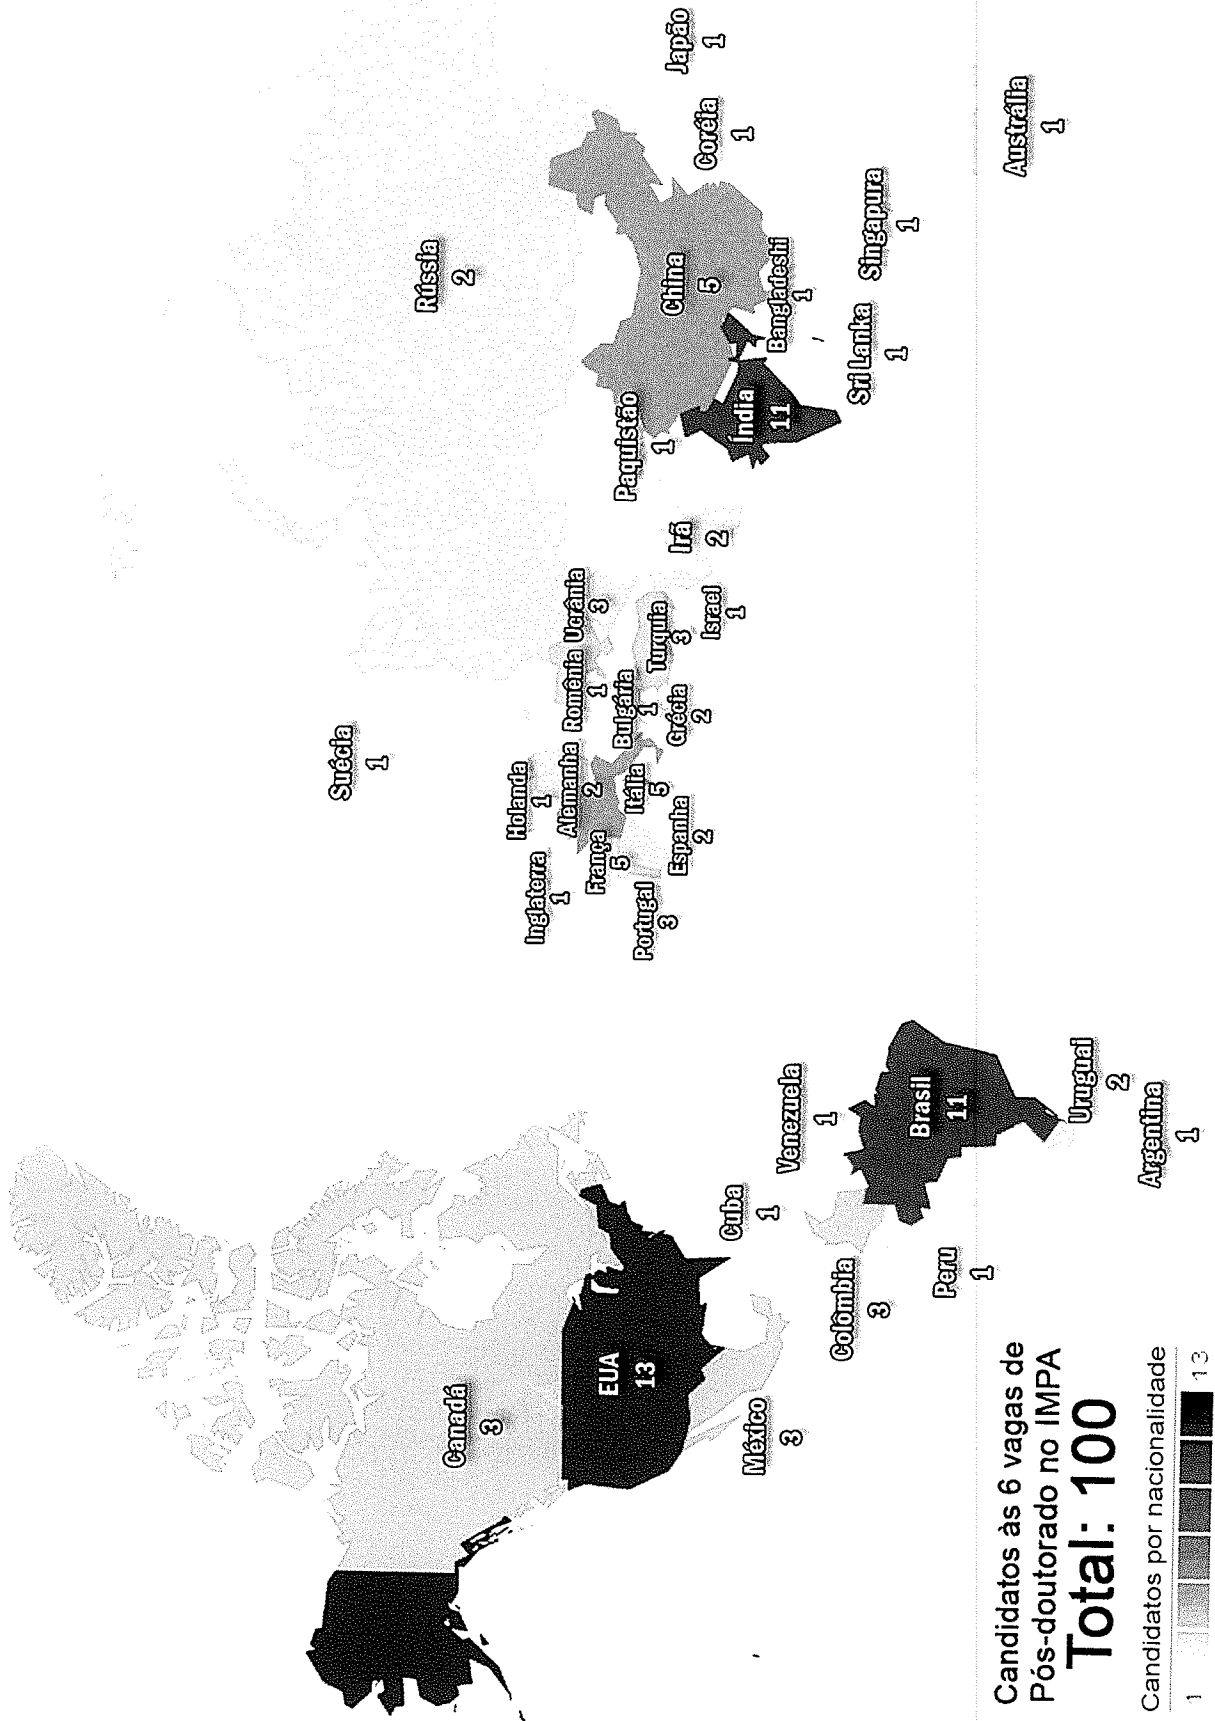 Suécia
1
Rússia
2
Canadá
3
Holanda
1
Inglaterra
1
Alemanha
2
Romênia
1
Ucrânia
3
França
5
Bulgária
1
Paquistão
1
Itália
5
Portugal
3
Turquia
3
China
5
Japão
1
Espanha
2
Grécia
2
Irã
2
Israel
1
Coréia
1
EUA
13
Índia
11
Bangladeshi
1
México
3
Cuba
1
Venezuela
1
Sri Lanka
1
Singapura
1
Colômbia
3
Brasil
11
Peru
1
Austrália
1
Uruguai
2
Argentina
1
Candidatos às 6 vagas de
Pós-doutorado no IMPA
Total: 100
Candidatos por nacionalidade
1 13